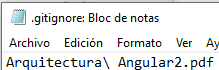 .gitignore: Bloc de notas
Archivo Edición Formato Ver Ay
Arquitectura\ Angular2.pdf